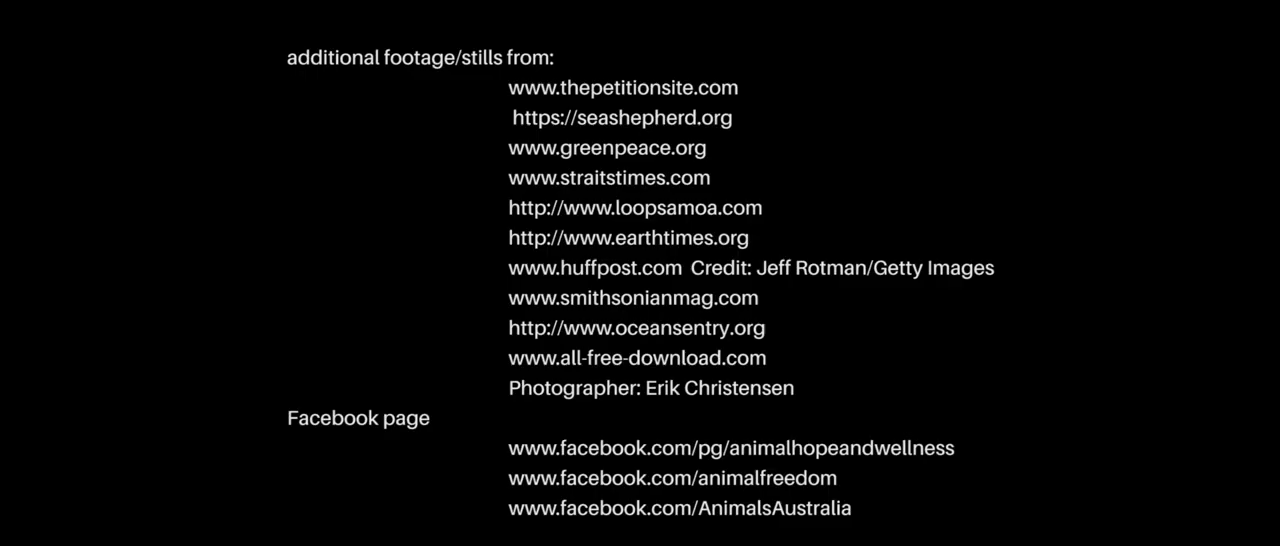 additional footage/stills from:
www.thepetitionsite.com
https://seashepherd.org
www.greenpeace.org
www.straitstimes.com
http://www.loopsamoa.com
http://www.earthtimes.org
www.huffpost.com  Credit: Jeff Rotman/Getty Images
www.smithsonianmag.com
http://www.oceansentry.org
www.all-free-download.com
Photographer: Erik Christensen
Facebook page
www.facebook.com/pg/animalhopeandwellness
www.facebook.com/animalfreedom
www.facebook.com/AnimalsAustralia